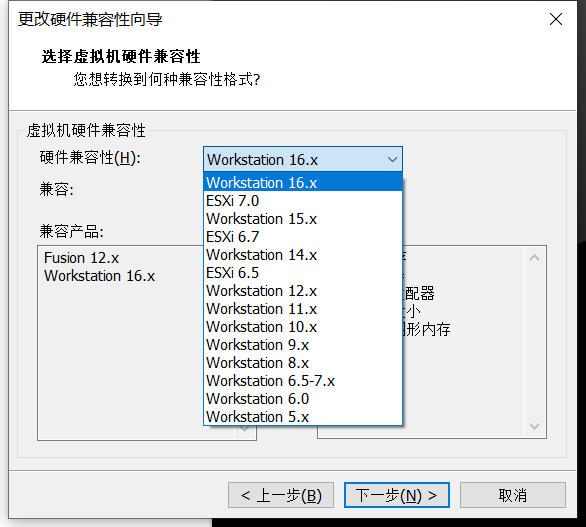 更改硬件兼容性向导
选择虚拟机硬件兼容性
您想转换到何种兼容性格式?
虚拟机硬件兼容性
硬件兼容性(H):
Workstation 16.x
Workstation 16.x
ESXi 7.0
Workstation 15.x
ESXi 6.7
Workstation 14.x
ESXi 6.5
Workstation 12.x
Workstation 11.x
Workstation 10.x
Workstation 9.x
Workstation 8.x
Workstation 6.5-7.x
Workstation 6.0
Workstation 5.x
兼容:
兼容产品:
Fusion 12.x
Workstation 16.x
配器
小
形内存
< 上一步(B)
下一步(N) >
取消